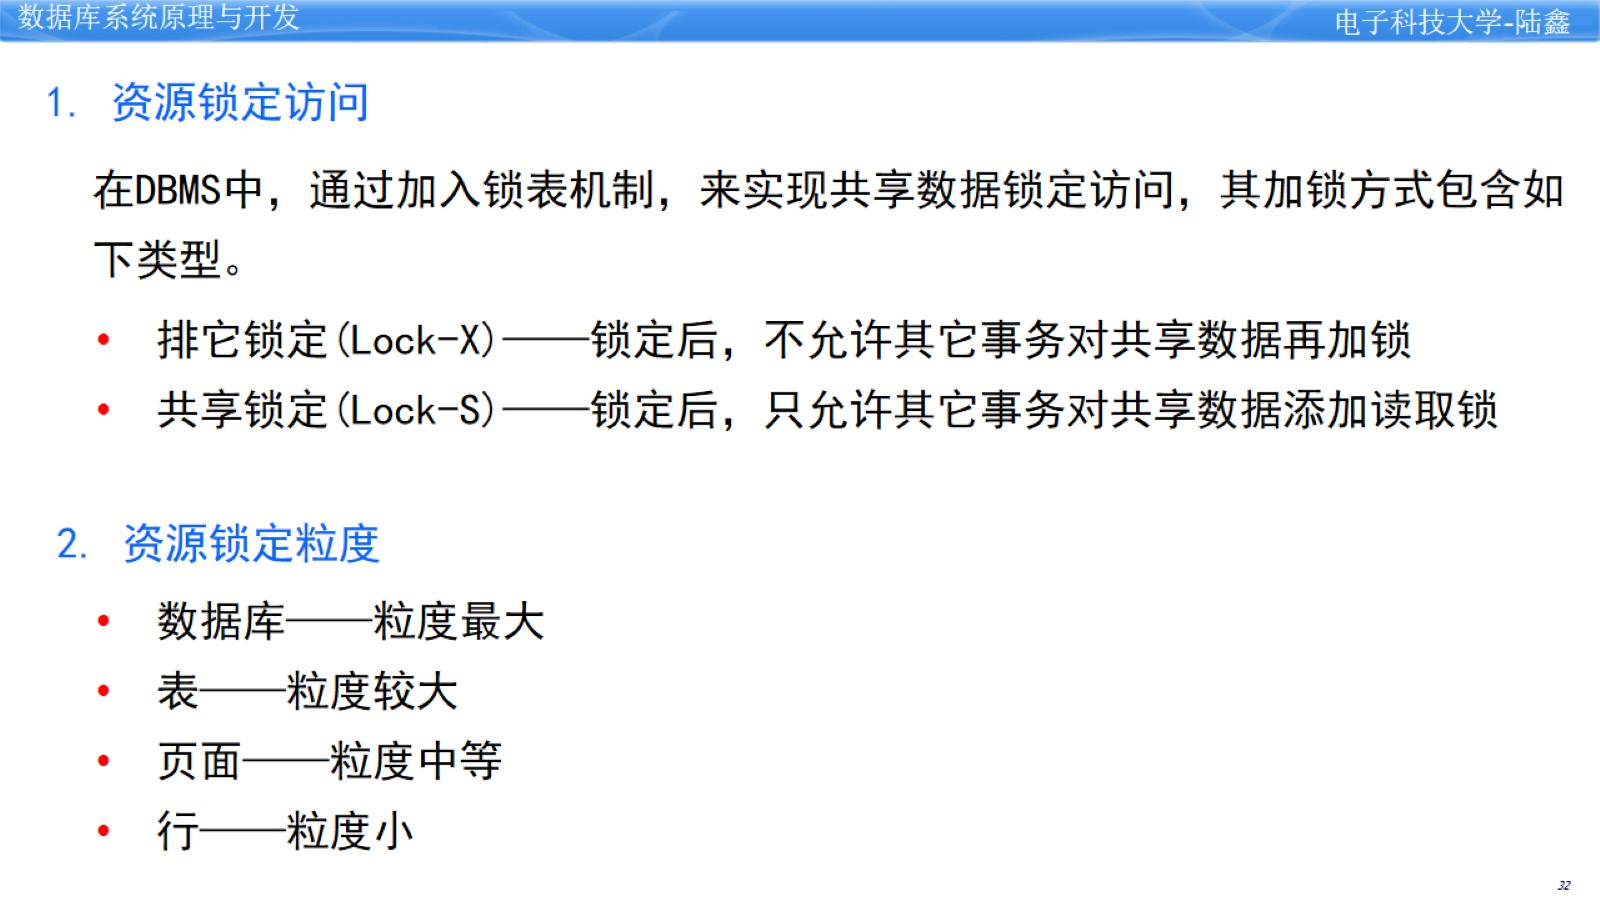 数据库系统原理与开发
电子科技大学-陆鑫
1. 资源锁定访问
在DBMS中，通过加入锁表机制，来实现共享数据锁定访问，其加锁方式包含如
下类型。
• 排它锁定(Lock-X)——锁定后，不允许其它事务对共享数据再加锁
• 共享锁定(Lock-S)——锁定后，只允许其它事务对共享数据添加读取锁
2. 资源锁定粒度
• 数据库——粒度最大
• 表——粒度较大
• 页面——粒度中等
• 行——粒度小
32